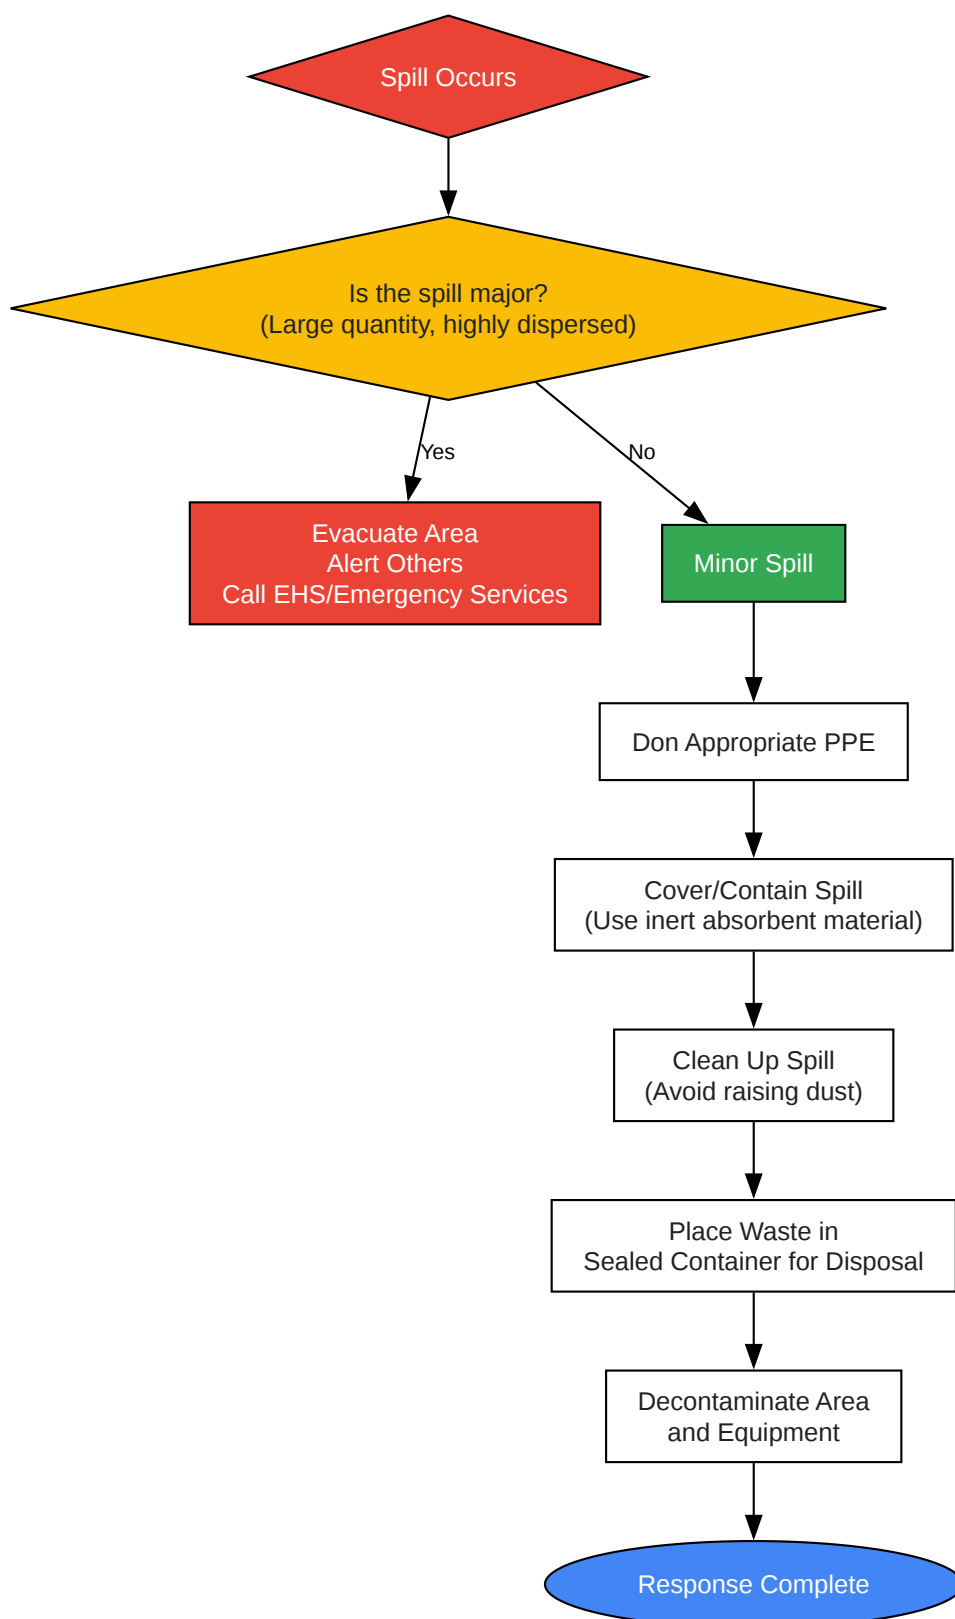 Spill Occurs
Is the spill major?
(Large quantity, highly dispersed)
Yes
No
Evacuate Area
Alert Others
Call EHS/Emergency Services
Minor Spill
Don Appropriate PPE
Cover/Contain Spill
(Use inert absorbent material)
Clean Up Spill
(Avoid raising dust)
Place Waste in
Sealed Container for Disposal
Decontaminate Area
and Equipment
Response Complete